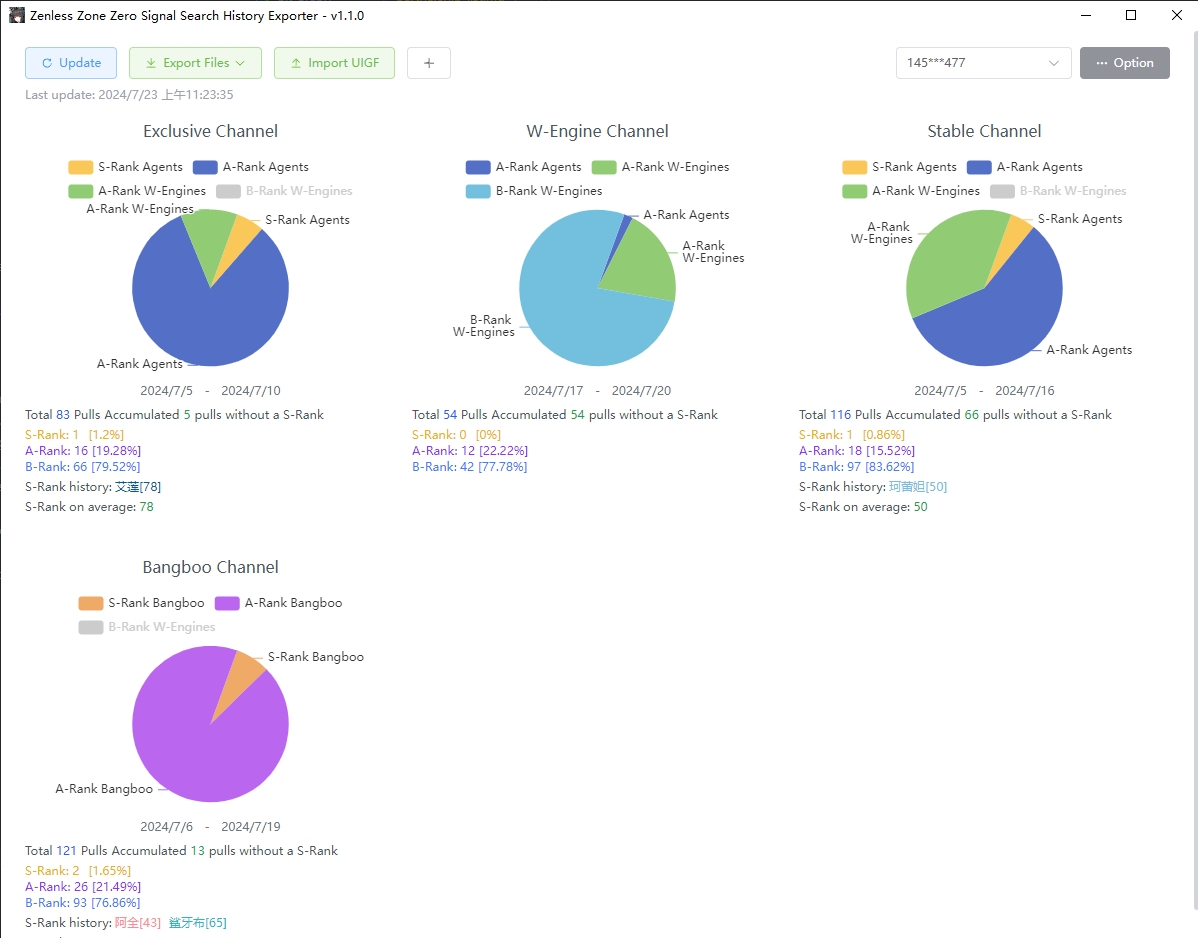 Zenless Zone Zero Signal Search History Exporter - v1.1.0
Update
Export Files
Import UIGF
+
145***477
Option
Last update: 2024/7/23 上午11:23:35
Exclusive Channel
S-Rank Agents
A-Rank Agents
A-Rank W-Engines
B-Rank W-Engines
A-Rank W-Engines
S-Rank Agents
A-Rank Agents
2024/7/5 - 2024/7/10
Total 83 Pulls Accumulated 5 pulls without a S-Rank
S-Rank: 1 [1.2%]
A-Rank: 16 [19.28%]
B-Rank: 66 [79.52%]
S-Rank history: 艾莲[78]
S-Rank on average: 78
W-Engine Channel
A-Rank Agents
A-Rank W-Engines
B-Rank W-Engines
A-Rank Agents
A-Rank
W-Engines
B-Rank
W-Engines
2024/7/17 - 2024/7/20
Total 54 Pulls Accumulated 54 pulls without a S-Rank
S-Rank: 0 [0%]
A-Rank: 12 [22.22%]
B-Rank: 42 [77.78%]
Stable Channel
S-Rank Agents
A-Rank Agents
A-Rank W-Engines
B-Rank W-Engines
A-Rank
W-Engines
S-Rank Agents
A-Rank Agents
2024/7/5 - 2024/7/16
Total 116 Pulls Accumulated 66 pulls without a S-Rank
S-Rank: 1 [0.86%]
A-Rank: 18 [15.52%]
B-Rank: 97 [83.62%]
S-Rank history: 珂蕾妲[50]
S-Rank on average: 50
Bangboo Channel
S-Rank Bangboo
A-Rank Bangboo
B-Rank W-Engines
S-Rank Bangboo
A-Rank Bangboo
2024/7/6 - 2024/7/19
Total 121 Pulls Accumulated 13 pulls without a S-Rank
S-Rank: 2 [1.65%]
A-Rank: 26 [21.49%]
B-Rank: 93 [76.86%]
S-Rank history: 阿全[43] 鲨牙布[65]